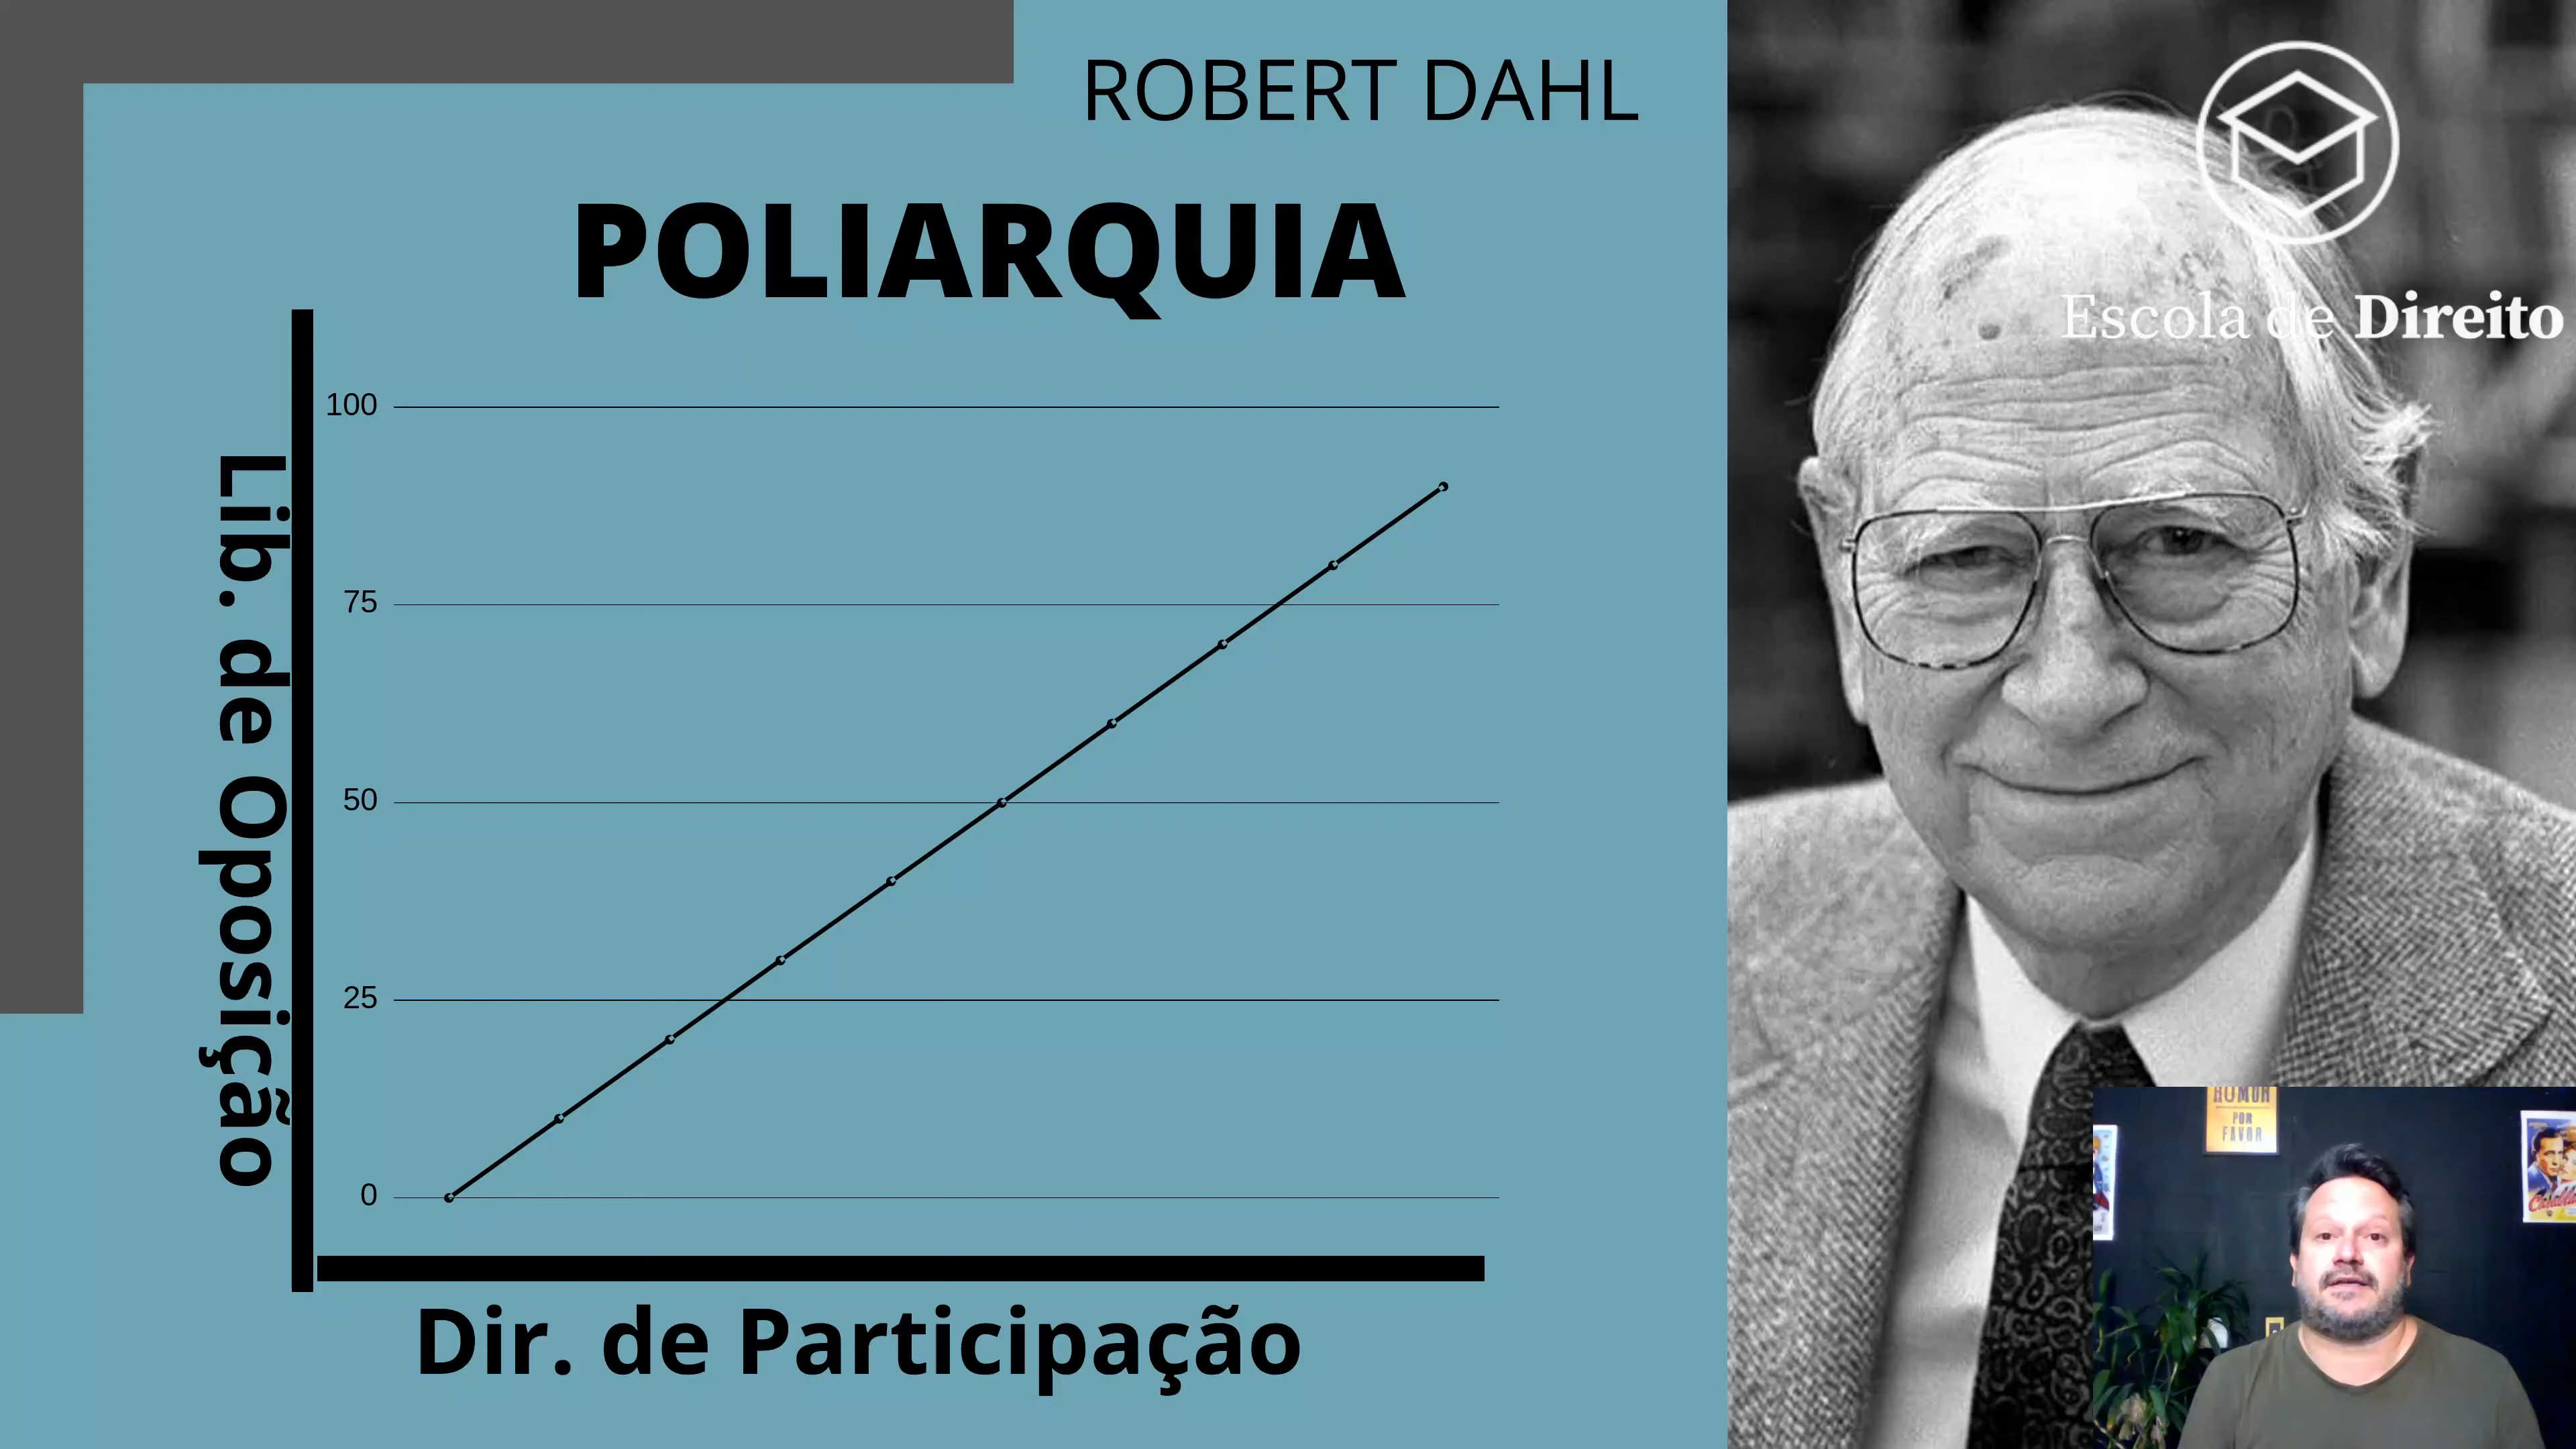 ROBERT DAHL
POLIARQUIA
Escola de Direito
100
75
50
25
0
Lib. de Oposição
Dir. de Participação
HUMOR
POR
FAVOR